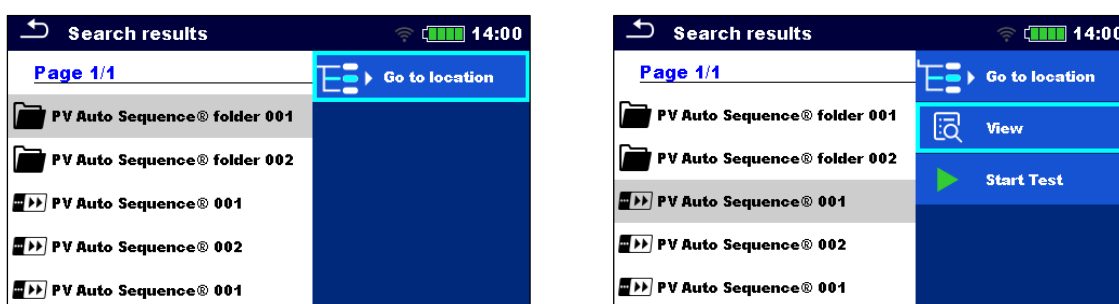 Search results
14:00
Page 1/1
Go to location
PV Auto Sequence® folder 001
PV Auto Sequence® folder 002
PV Auto Sequence® 001
PV Auto Sequence® 002
PV Auto Sequence® 001
Search results
14:00
Page 1/1
Go to location
PV Auto Sequence® folder 001
View
PV Auto Sequence® folder 002
Start Test
PV Auto Sequence® 001
PV Auto Sequence® 002
PV Auto Sequence® 001